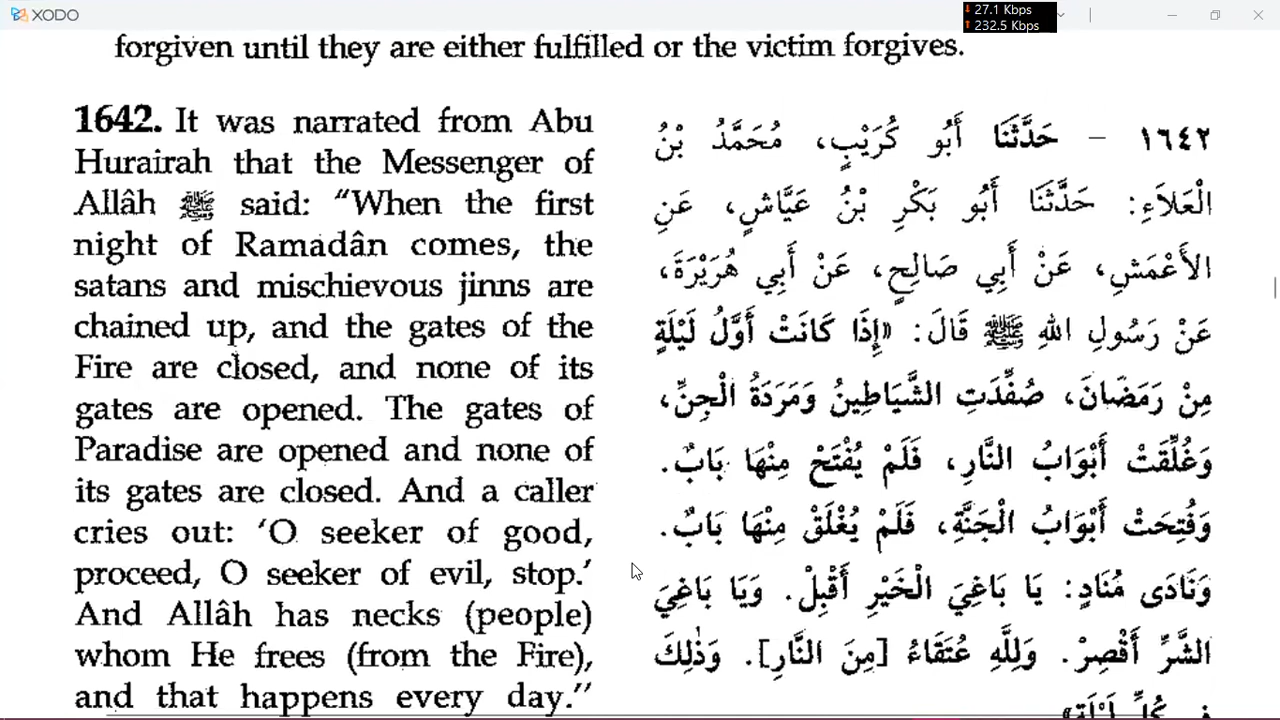 XODO
27.1 Kbps
232.5 Kbps
forgiven until they are either fulfilled or the victim forgives.
1642. It was narrated from Abu
Hurairah that the Messenger of
Allâh ﷺ said: “When the first
night of Ramadân comes, the
satans and mischievous jinns are
chained up, and the gates of the
Fire are closed, and none of its
gates are opened. The gates of
Paradise are opened and none of
its gates are closed. And a caller
cries out: ‘O seeker of good,
proceed, O seeker of evil, stop.’
And Allâh has necks (people)
whom He frees (from the Fire),
and that happens every day.”
١٦٤٢ – حَدَّثَنَا أَبُو كُرَيْبٍ، مُحَمَّدُ بْنُ
الْعَلَاءِ: حَدَّثَنَا أَبُو بَكْرِ بْنُ عَيَّاشٍ، عَنِ
الأَعْمَشِ، عَنْ أَبِي صَالِحٍ، عَنْ أَبِي هُرَيْرَةَ،
عَنْ رَسُولِ اللهِ ﷺ قَالَ: «إِذَا كَانَتْ أَوَّلُ لَيْلَةٍ
مِنْ رَمَضَانَ، صُفِّدَتِ الشَّيَاطِينُ وَمَرَدَةُ الْجِنِّ،
وَغُلِّقَتْ أَبْوَابُ النَّارِ، فَلَمْ يُفْتَحْ مِنْهَا بَابٌ.
وَفُتِحَتْ أَبْوَابُ الْجَنَّةِ، فَلَمْ يُغْلَقْ مِنْهَا بَابٌ.
وَنَادَى مُنَادٍ: يَا بَاغِيَ الْخَيْرِ أَقْبِلْ. وَيَا بَاغِيَ
الشَّرِّ أَقْصِرْ. وَلِلَّهِ عُتَقَاءُ [مِنَ النَّارِ]. وَذٰلِكَ
فِي كُلِّ لَيْلَةٍ»